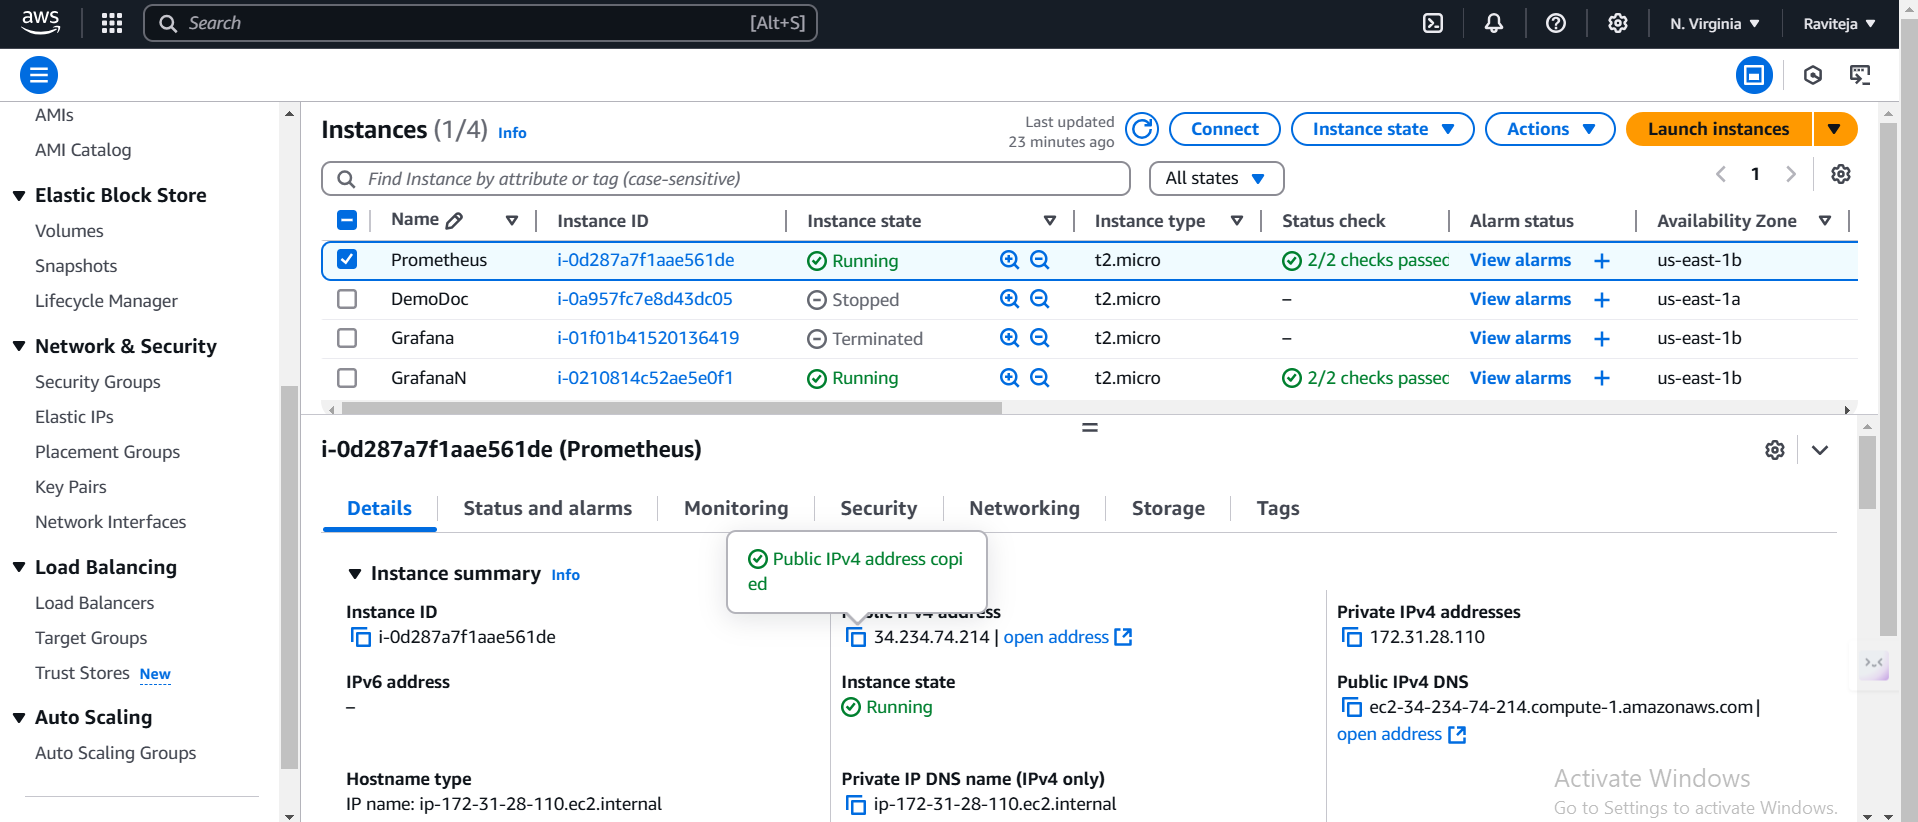 aws
Search
[Alt+S]
N. Virginia
Raviteja
AMIs
AMI Catalog
Elastic Block Store
Volumes
Snapshots
Lifecycle Manager
Network & Security
Security Groups
Elastic IPs
Placement Groups
Key Pairs
Network Interfaces
Load Balancing
Load Balancers
Target Groups
Trust Stores New
Auto Scaling
Auto Scaling Groups
Instances (1/4) Info
Last updated
23 minutes ago
Connect
Instance state
Actions
Launch instances
Find Instance by attribute or tag (case-sensitive)
All states
1
Name Instance ID Instance state Instance type Status check Alarm status Availability Zone
Prometheus i-0d287a7f1aae561de Running t2.micro 2/2 checks passed View alarms + us-east-1b
DemoDoc i-0a957fc7e8d43dc05 Stopped t2.micro – View alarms + us-east-1a
Grafana i-01f01b41520136419 Terminated t2.micro – View alarms + us-east-1b
GrafanaN i-0210814c52ae5e0f1 Running t2.micro 2/2 checks passed View alarms + us-east-1b
i-0d287a7f1aae561de (Prometheus)
Details Status and alarms Monitoring Security Networking Storage Tags
Public IPv4 address copi
ed
Instance summary Info
Instance ID
i-0d287a7f1aae561de
Public IPv4 address
34.234.74.214 | open address
Private IPv4 addresses
172.31.28.110
IPv6 address
–
Instance state
Running
Public IPv4 DNS
ec2-34-234-74-214.compute-1.amazonaws.com |
open address
Hostname type
IP name: ip-172-31-28-110.ec2.internal
Private IP DNS name (IPv4 only)
ip-172-31-28-110.ec2.internal
Activate Windows
Go to Settings to activate Windows.